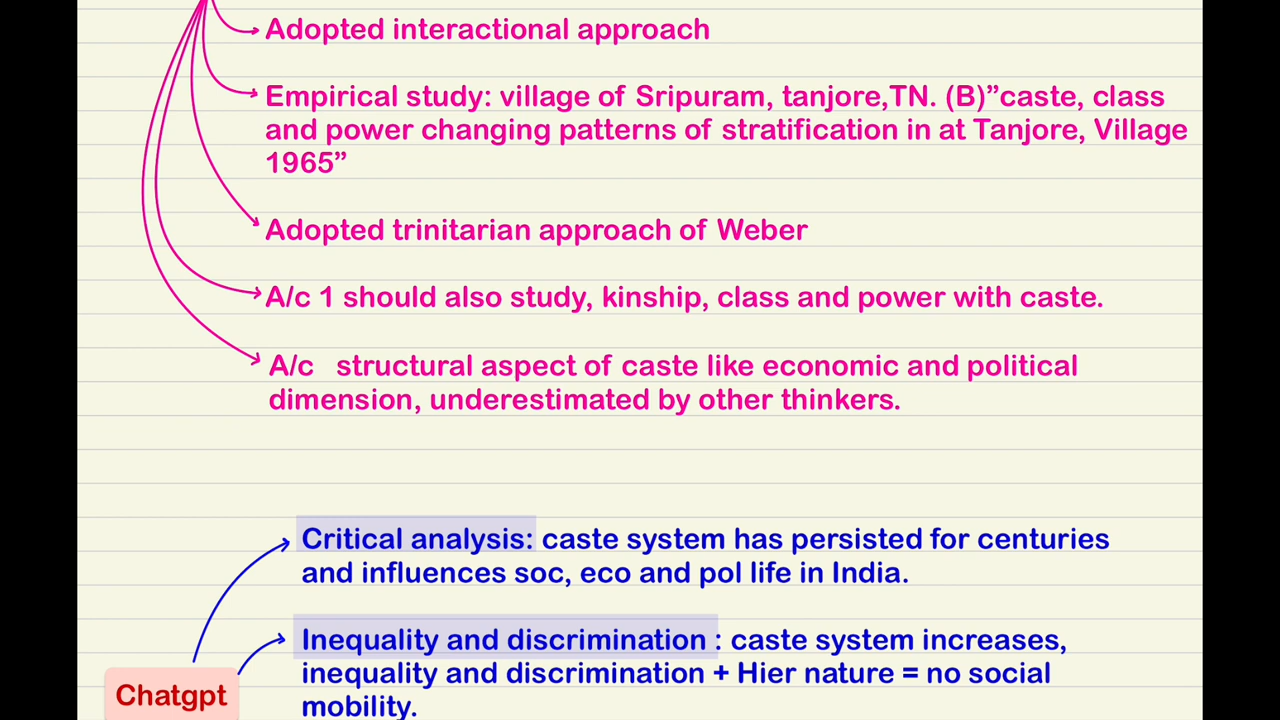 Adopted interactional approach
Empirical study: village of Sripuram, tanjore,TN. (B)”caste, class
and power changing patterns of stratification in at Tanjore, Village
1965”
Adopted trinitarian approach of Weber
A/c 1 should also study, kinship, class and power with caste.
A/c structural aspect of caste like economic and political
dimension, underestimated by other thinkers.
Critical analysis: caste system has persisted for centuries
and influences soc, eco and pol life in India.
Inequality and discrimination : caste system increases,
inequality and discrimination + Hier nature = no social
mobility.
Chatgpt